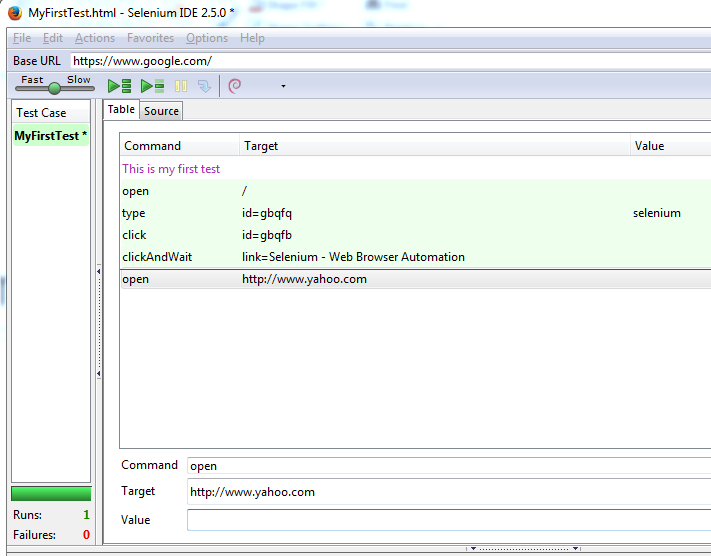 MyFirstTest.html - Selenium IDE 2.5.0 *
File Edit Actions Favorites Options Help
Base URL https://www.google.com/
Fast Slow
Test Case
MyFirstTest *
Table Source
Command Target Value
This is my first test
open /
type id=gbqfq selenium
click id=gbqfb
clickAndWait link=Selenium - Web Browser Automation
open http://www.yahoo.com
Command open
Target http://www.yahoo.com
Value
Runs: 1
Failures: 0